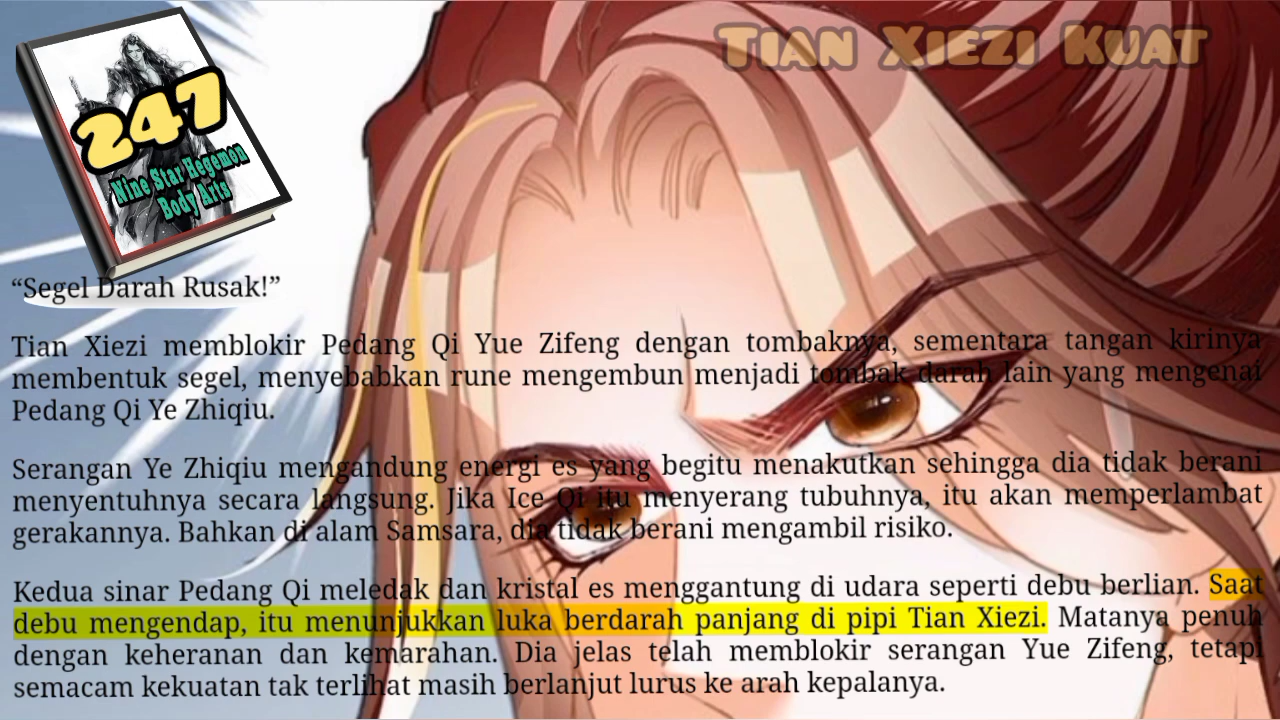 Tian Xiezi Kuat
247
Nine Star Hegemon
Body Arts
“Segel Darah Rusak!”
Tian Xiezi memblokir Pedang Qi Yue Zifeng dengan tombaknya, sementara tangan kirinya
membentuk segel, menyebabkan rune mengembun menjadi tombak darah lain yang mengenai
Pedang Qi Ye Zhiqiu.
Serangan Ye Zhiqiu mengandung energi es yang begitu menakutkan sehingga dia tidak berani
menyentuhnya secara langsung. Jika Ice Qi itu menyerang tubuhnya, itu akan memperlambat
gerakannya. Bahkan di alam Samsara, dia tidak berani mengambil risiko.
Kedua sinar Pedang Qi meledak dan kristal es menggantung di udara seperti debu berlian. Saat
debu mengendap, itu menunjukkan luka berdarah panjang di pipi Tian Xiezi. Matanya penuh
dengan keheranan dan kemarahan. Dia jelas telah memblokir serangan Yue Zifeng, tetapi
semacam kekuatan tak terlihat masih berlanjut lurus ke arah kepalanya.